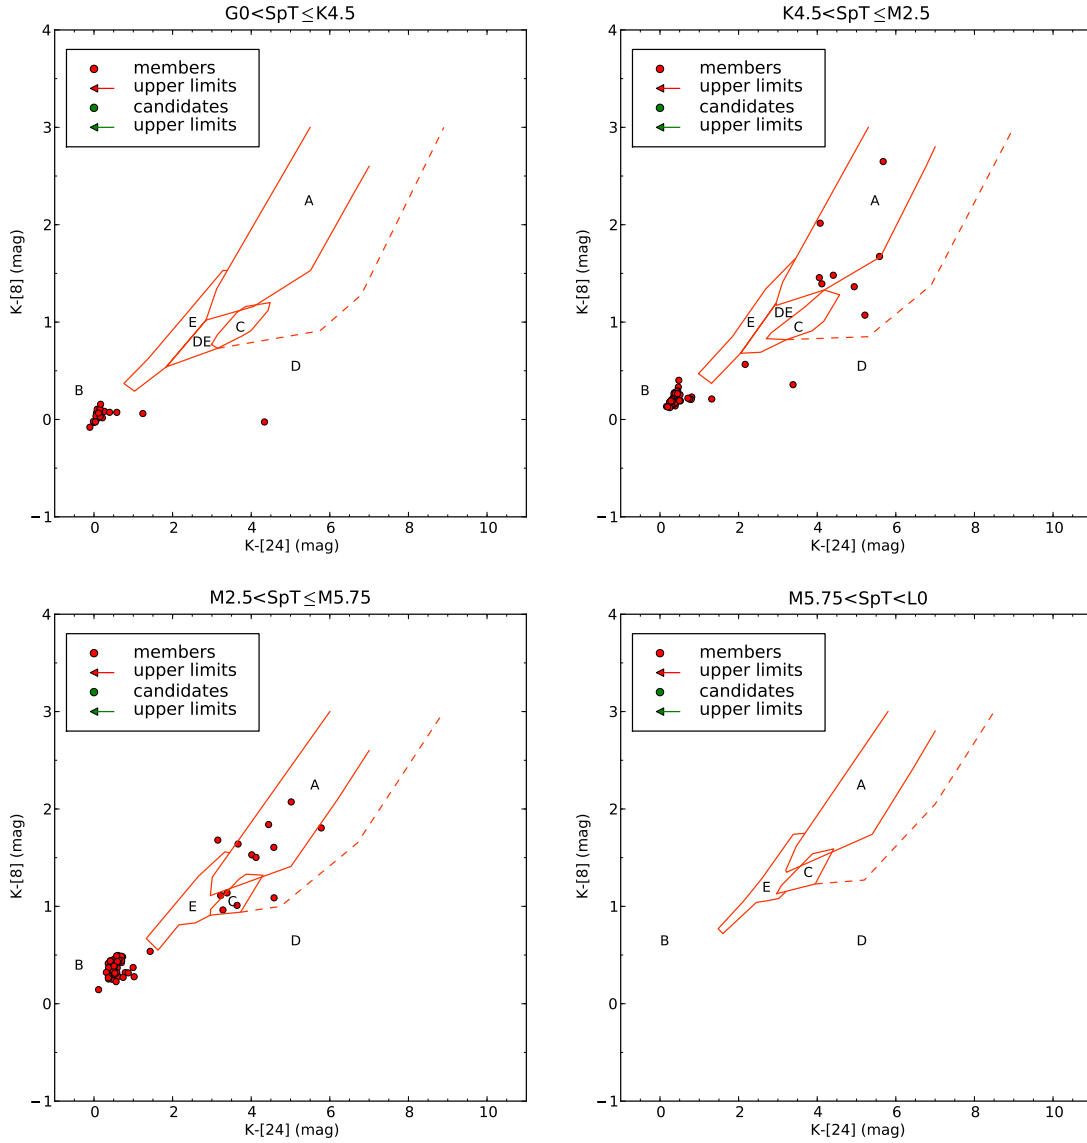 G0<SpT≤K4.5
members
upper limits
candidates
upper limits
A
E
C
DE
D
B
4
3
2
1
0
−1
K-[8] (mag)
0 2 4 6 8 10
K-[24] (mag)
K4.5<SpT≤M2.5
members
upper limits
candidates
upper limits
A
DE
E
C
D
B
4
3
2
1
0
−1
K-[8] (mag)
0 2 4 6 8 10
K-[24] (mag)
M2.5<SpT≤M5.75
members
upper limits
candidates
upper limits
A
C
E
D
B
4
3
2
1
0
−1
K-[8] (mag)
0 2 4 6 8 10
K-[24] (mag)
M5.75<SpT<L0
members
upper limits
candidates
upper limits
A
C
E
B
D
4
3
2
1
0
−1
K-[8] (mag)
0 2 4 6 8 10
K-[24] (mag)